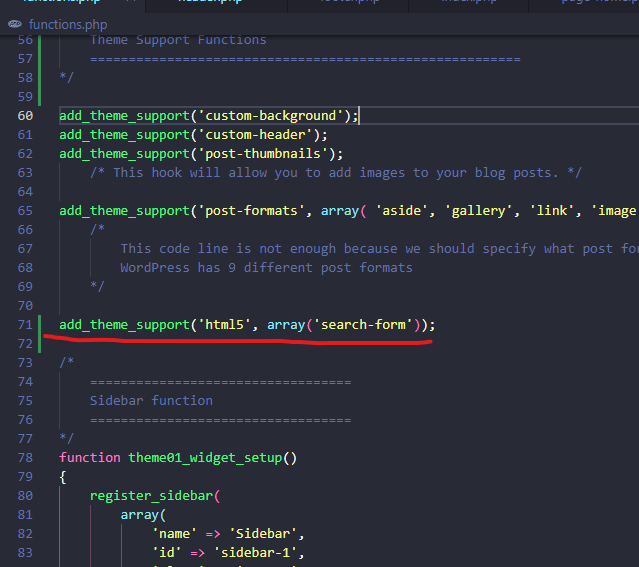 functions.php
56 Theme Support Functions
57 ========================================================
58 */
59
60 add_theme_support('custom-background');
61 add_theme_support('custom-header');
62 add_theme_support('post-thumbnails');
63 /* This hook will allow you to add images to your blog posts. */
64
65 add_theme_support('post-formats', array( 'aside', 'gallery', 'link', 'image
66 /*
67 This code line is not enough because we should specify what post for
68 WordPress has 9 different post formats
69 */
70
71 add_theme_support('html5', array('search-form'));
72
73 /*
74 ==================================
75 Sidebar function
76 ==================================
77 */
78 function theme01_widget_setup()
79 {
80 register_sidebar(
81 array(
82 'name' => 'Sidebar',
83 'id' => 'sidebar-1',